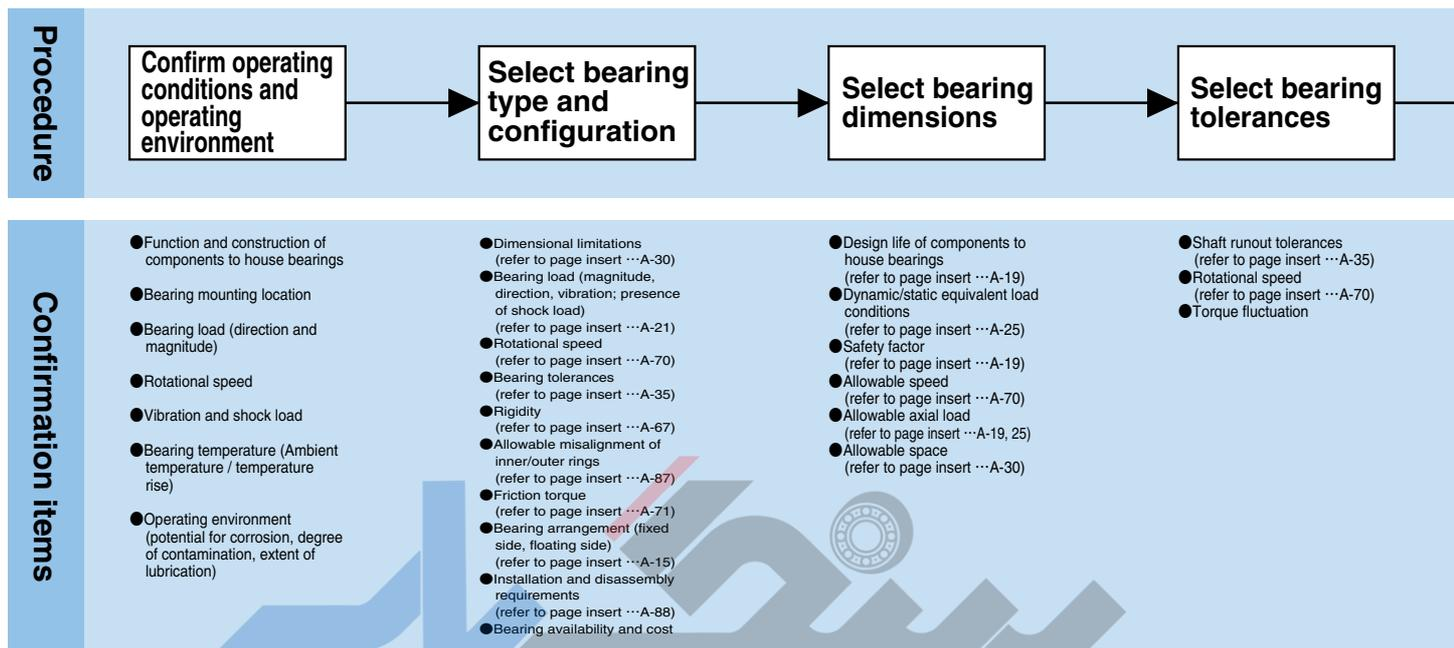 Procedure
Confirm operating
conditions and
operating
environment
Select bearing
type and
configuration
Select bearing
dimensions
Select bearing
tolerances
Confirmation items
●Function and construction of
components to house bearings
●Bearing mounting location
●Bearing load (direction and
magnitude)
●Rotational speed
●Vibration and shock load
●Bearing temperature (Ambient
temperature / temperature
rise)
●Operating environment
(potential for corrosion, degree
of contamination, extent of
lubrication)
●Dimensional limitations
(refer to page insert ···A-30)
●Bearing load (magnitude,
direction, vibration; presence
of shock load)
(refer to page insert ···A-21)
●Rotational speed
(refer to page insert ···A-70)
●Bearing tolerances
(refer to page insert ···A-35)
●Rigidity
(refer to page insert ···A-67)
●Allowable misalignment of
inner/outer rings
(refer to page insert ···A-87)
●Friction torque
(refer to page insert ···A-71)
●Bearing arrangement (fixed
side, floating side)
(refer to page insert ···A-15)
●Installation and disassembly
requirements
(refer to page insert ···A-88)
●Bearing availability and cost
●Design life of components to
house bearings
(refer to page insert ···A-19)
●Dynamic/static equivalent load
conditions
(refer to page insert ···A-25)
●Safety factor
(refer to page insert ···A-19)
●Allowable speed
(refer to page insert ···A-70)
●Allowable axial load
(refer to page insert ···A-19, 25)
●Allowable space
(refer to page insert ···A-30)
●Shaft runout tolerances
(refer to page insert ···A-35)
●Rotational speed
(refer to page insert ···A-70)
●Torque fluctuation